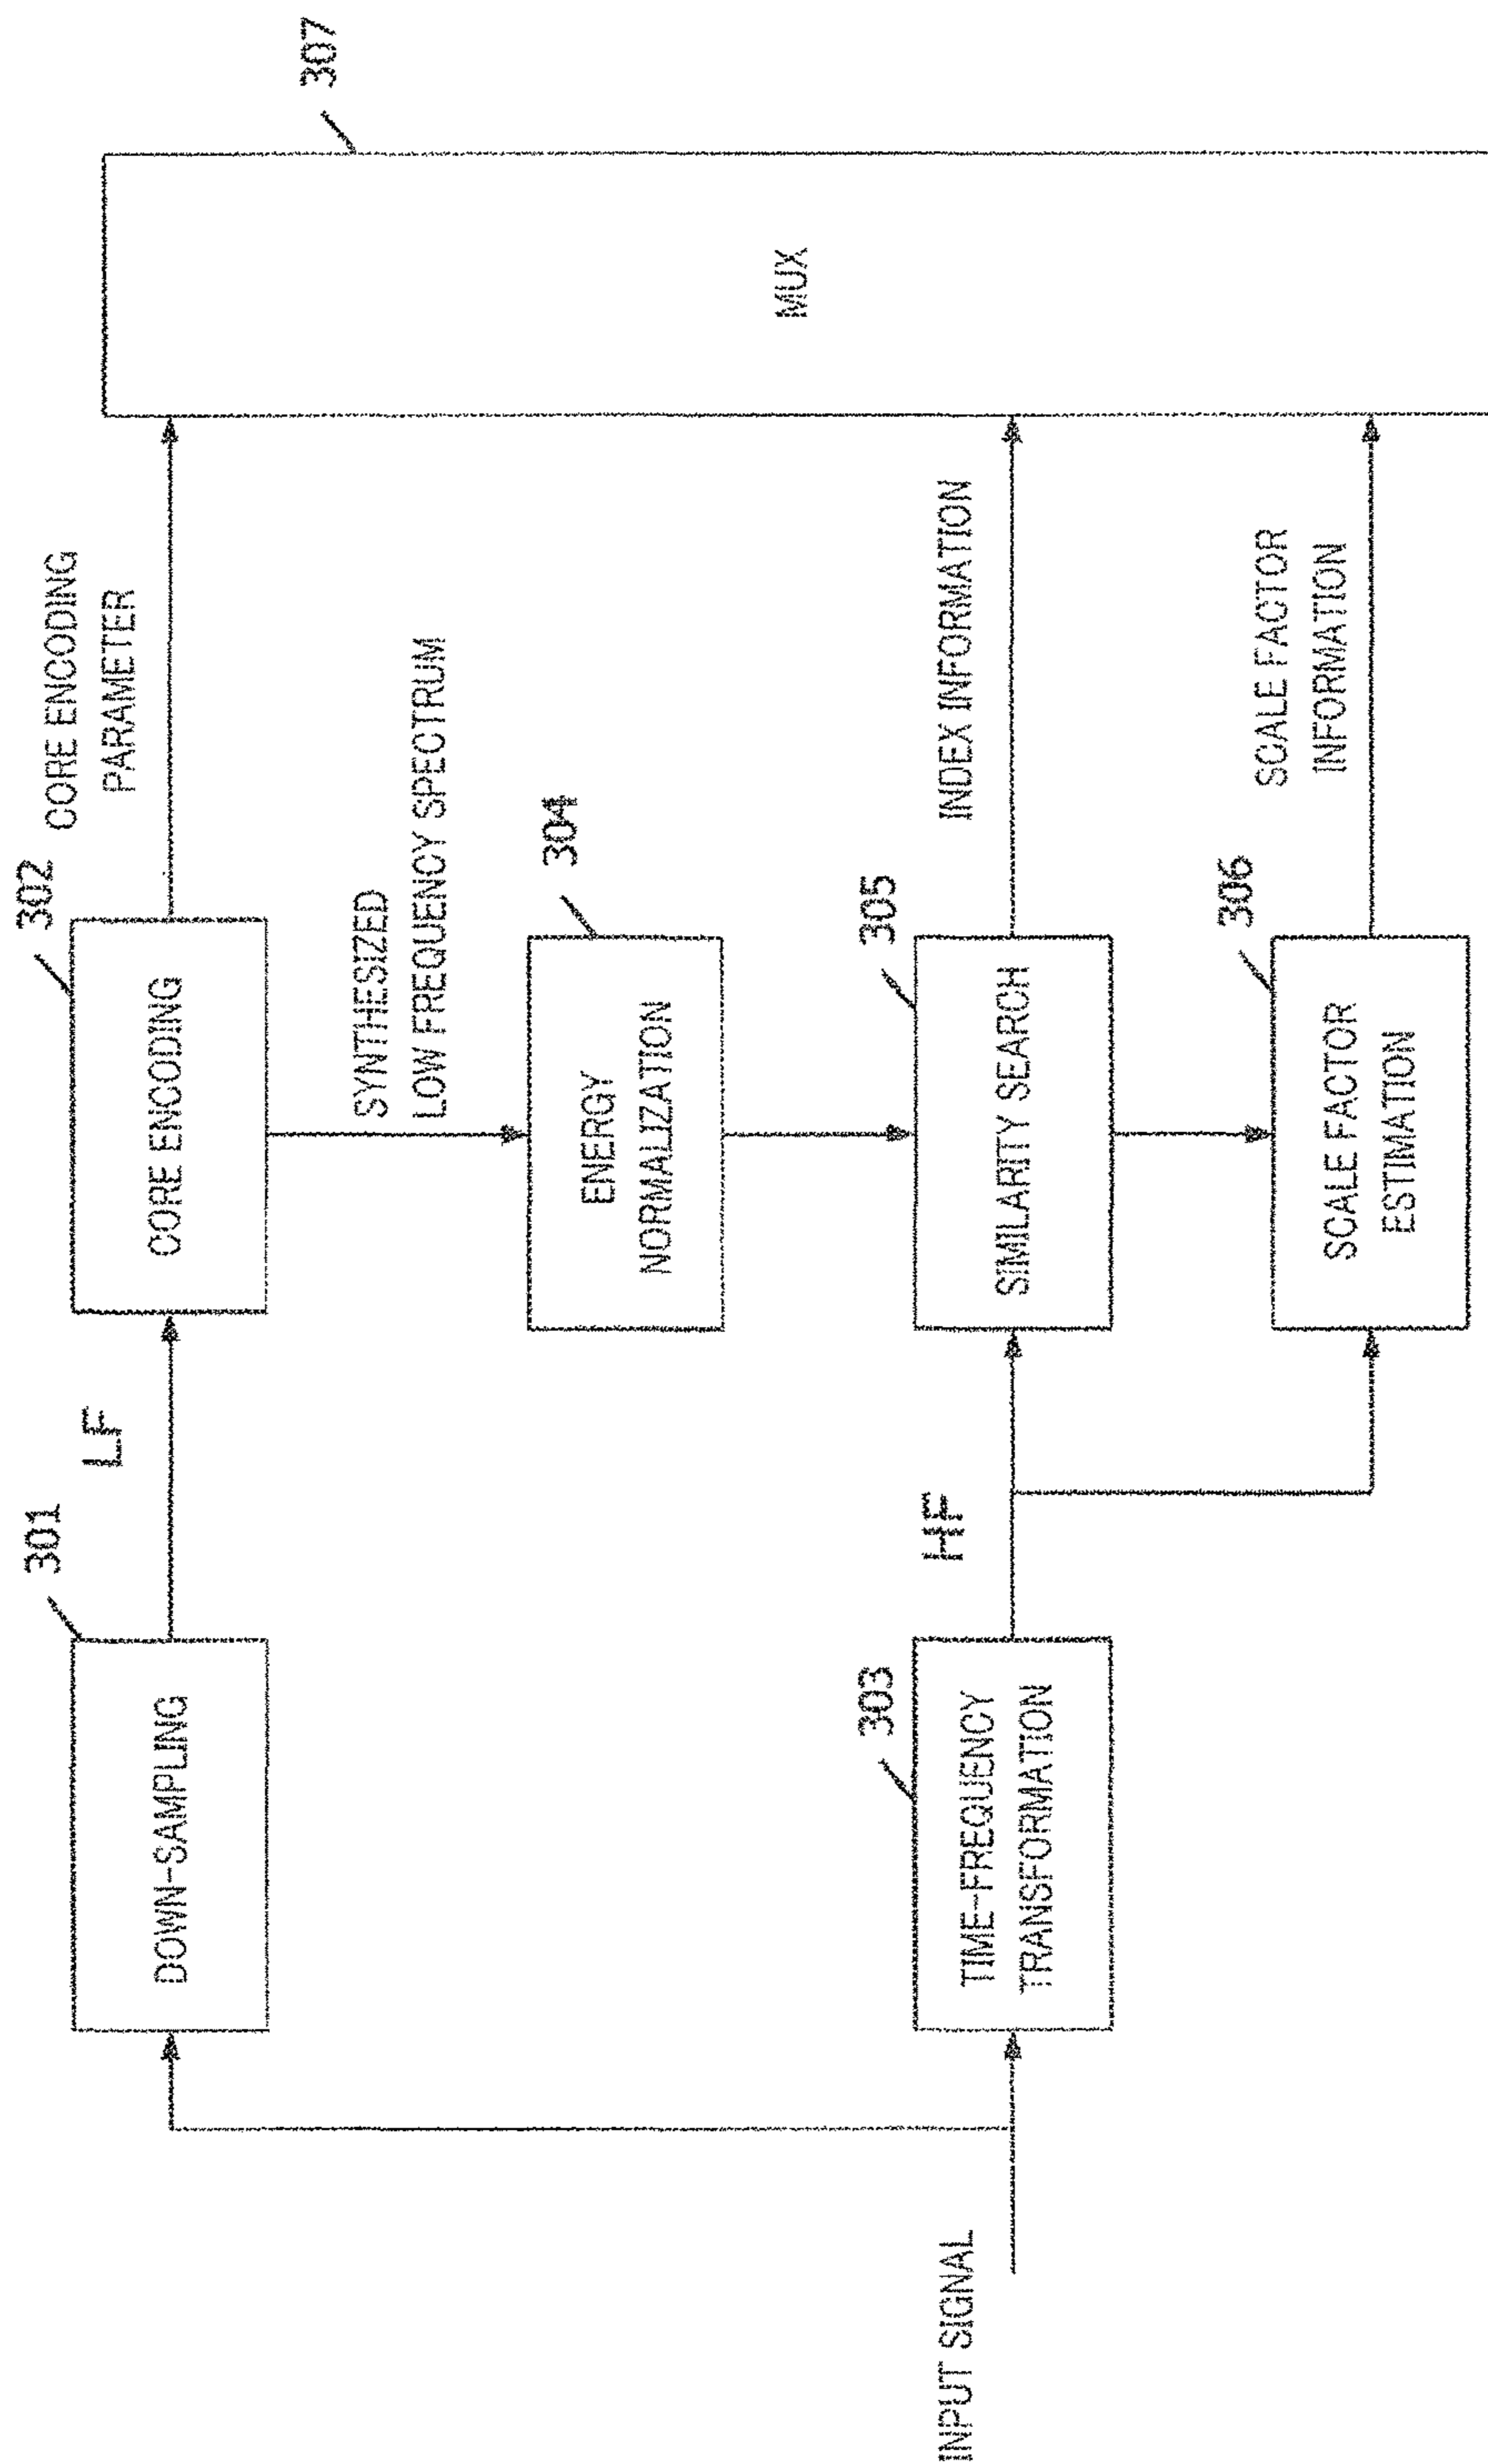 301
DOWN-SAMPLING
LF
302
CORE ENCODING
CORE ENCODING
PARAMETER
307
MUX
SYNTHESIZED
LOW FREQUENCY SPECTRUM
304
ENERGY
NORMALIZATION
INPUT SIGNAL
303
TIME-FREQUENCY
TRANSFORMATION
HF
305
SIMILARITY SEARCH
INDEX INFORMATION
306
SCALE FACTOR
ESTIMATION
SCALE FACTOR
INFORMATION